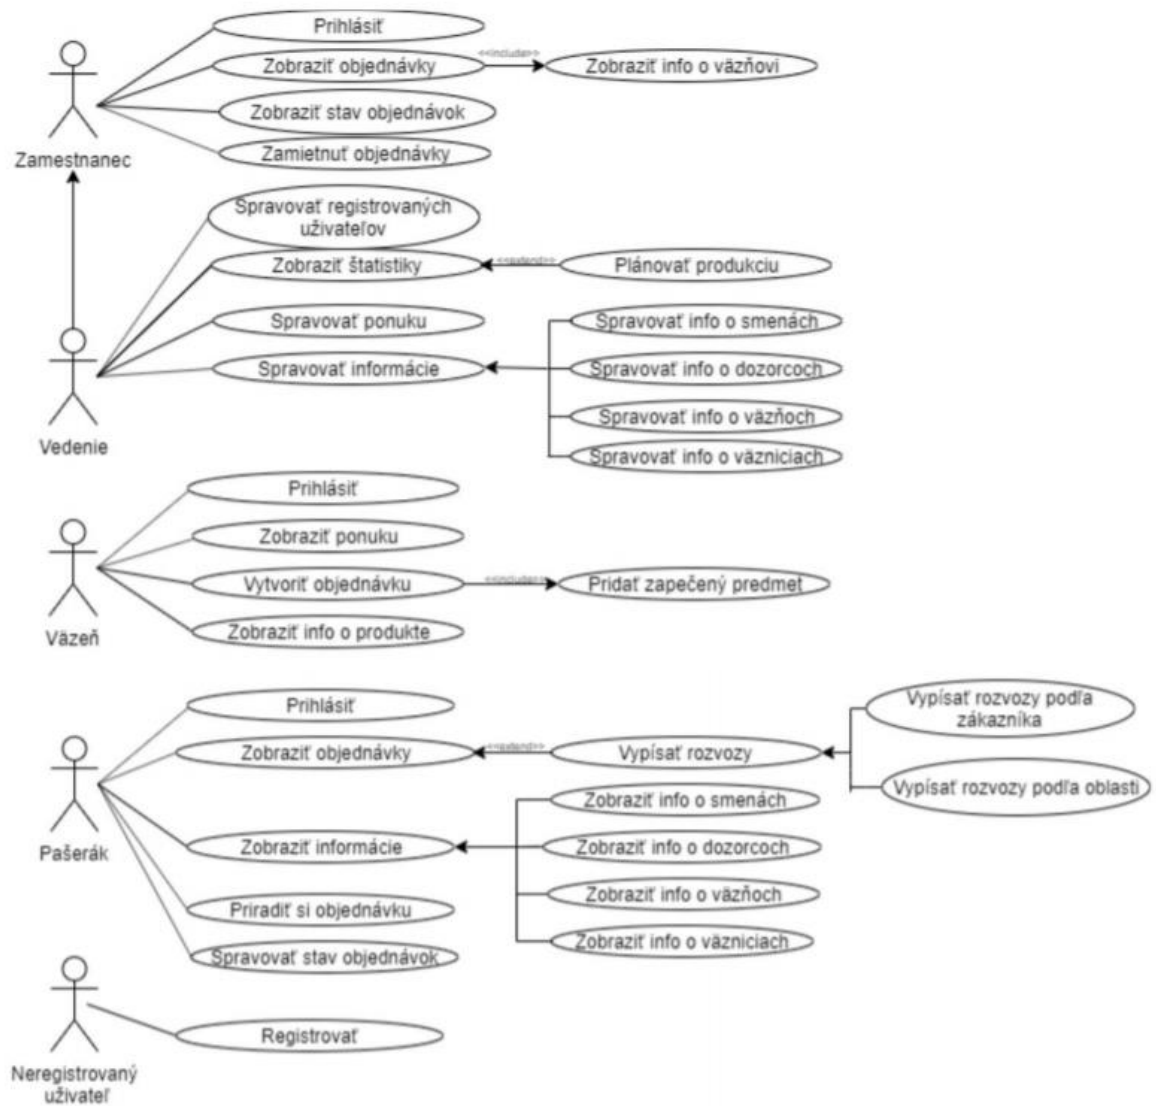 Prihlásiť
Zobraziť objednávky
<<include>>
Zobraziť info o väzňovi
Zobraziť stav objednávok
Zamietnuť objednávky
Zamestnanec
Spravovať registrovaných
uživateľov
Zobraziť štatistiky
<<extend>>
Plánovať produkciu
Spravovať ponuku
Spravovať info o smenách
Spravovať informácie
Spravovať info o dozorcoch
Spravovať info o väzňoch
Spravovať info o väzniciach
Vedenie
Prihlásiť
Zobraziť ponuku
Vytvoriť objednávku
<<include>>
Pridať zapečený predmet
Zobraziť info o produkte
Väzeň
Prihlásiť
Vypísať rozvozy podľa
zákazníka
Zobraziť objednávky
<<extend>>
Vypísať rozvozy
Vypísať rozvozy podľa oblasti
Zobraziť info o smenách
Zobraziť informácie
Zobraziť info o dozorcoch
Zobraziť info o väzňoch
Zobraziť info o väzniciach
Pašerák
Priradiť si objednávku
Spravovať stav objednávok
Registrovať
Neregistrovaný
uživateľ